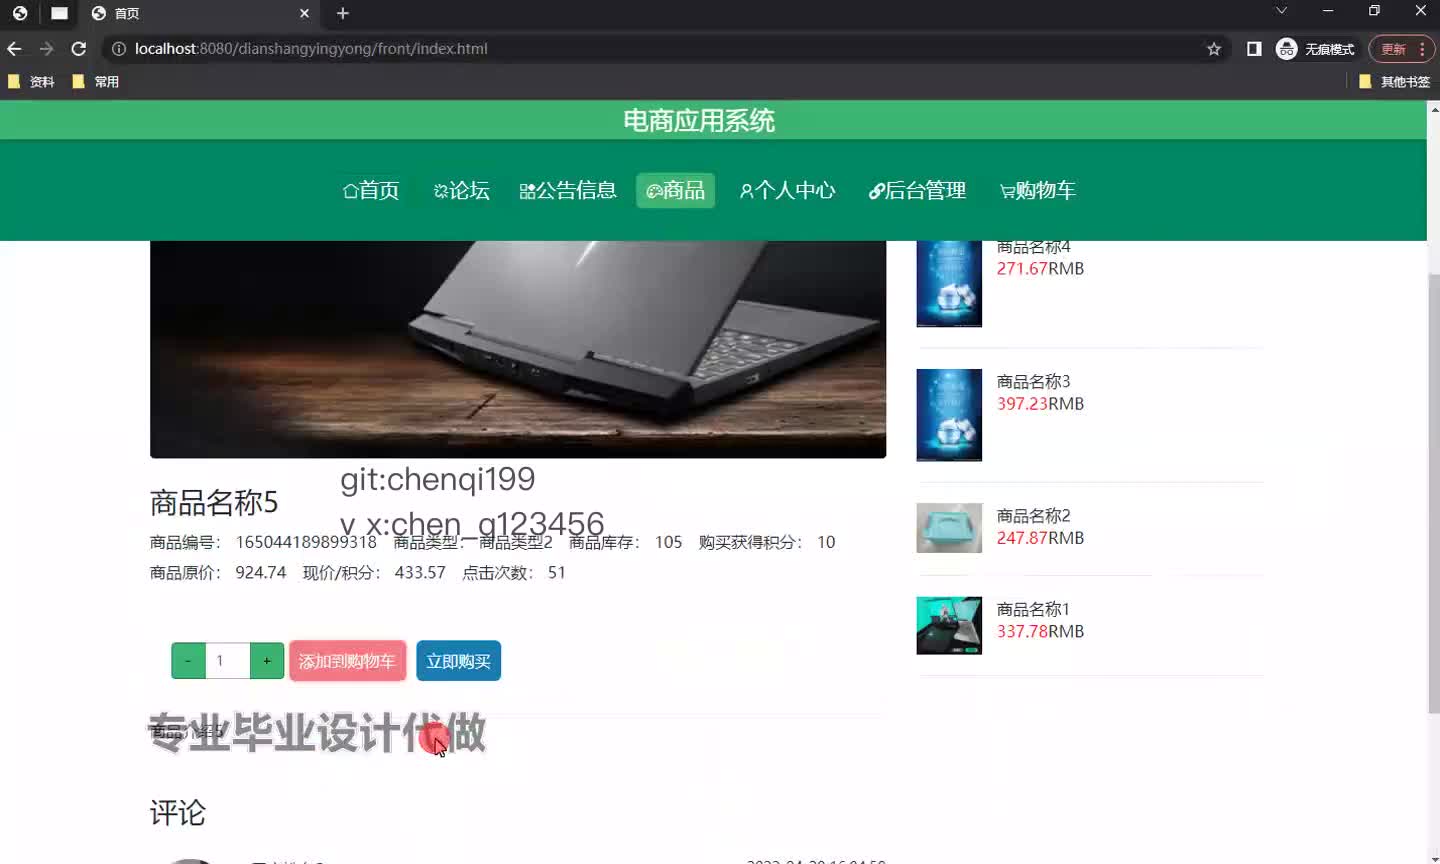 首页
localhost:8080/dianshangyingyong/front/index.html
无痕模式
更新
资料
常用
其他书签
电商应用系统
首页
论坛
公告信息
商品
个人中心
后台管理
购物车
商品名称4
271.67RMB
商品名称3
397.23RMB
商品名称2
247.87RMB
商品名称1
337.78RMB
git:chenqi199
商品名称5
v x:chen_q123456
商品编号： 165044189899318 商品类型： 商品类型2 商品库存： 105 购买获得积分： 10
商品原价： 924.74 现价/积分： 433.57 点击次数： 51
- 1 +
添加到购物车
立即购买
商品介绍5
专业毕业设计代做
评论